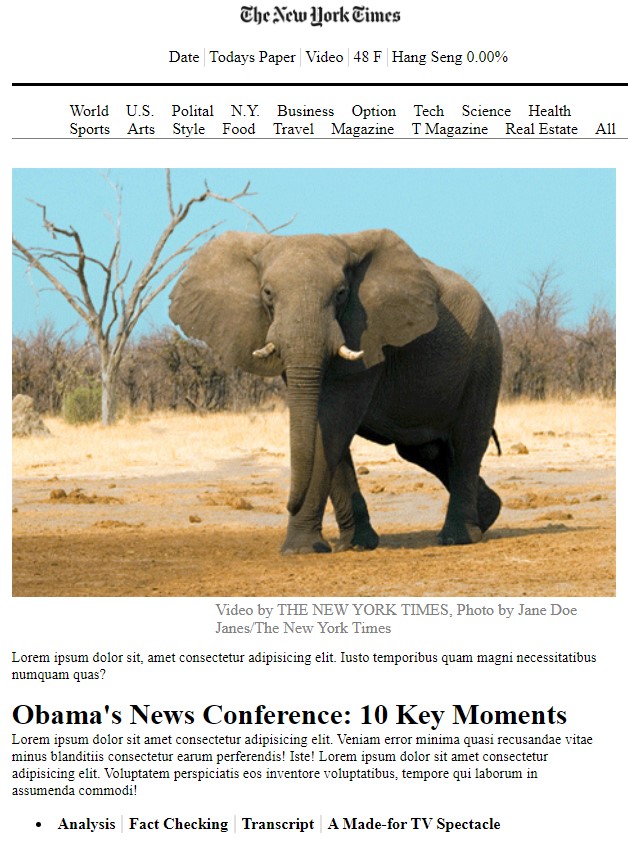 The New York Times
Date Todays Paper Video 48 F Hang Seng 0.00%
World U.S. Polital N.Y. Business Option Tech Science Health
Sports Arts Style Food Travel Magazine T Magazine Real Estate All
Video by THE NEW YORK TIMES, Photo by Jane Doe
Janes/The New York Times
Lorem ipsum dolor sit, amet consectetur adipisicing elit. Iusto temporibus quam magni necessitatibus
numquam quas?
Obama's News Conference: 10 Key Moments
Lorem ipsum dolor sit amet consectetur adipisicing elit. Veniam error minima quasi recusandae vitae
minus blanditiis consectetur earum perferendis! Iste! Lorem ipsum dolor sit amet consectetur
adipisicing elit. Voluptatem perspiciatis eos inventore voluptatibus, tempore qui laborum in
assumenda commodi!
• Analysis Fact Checking Transcript A Made-for TV Spectacle